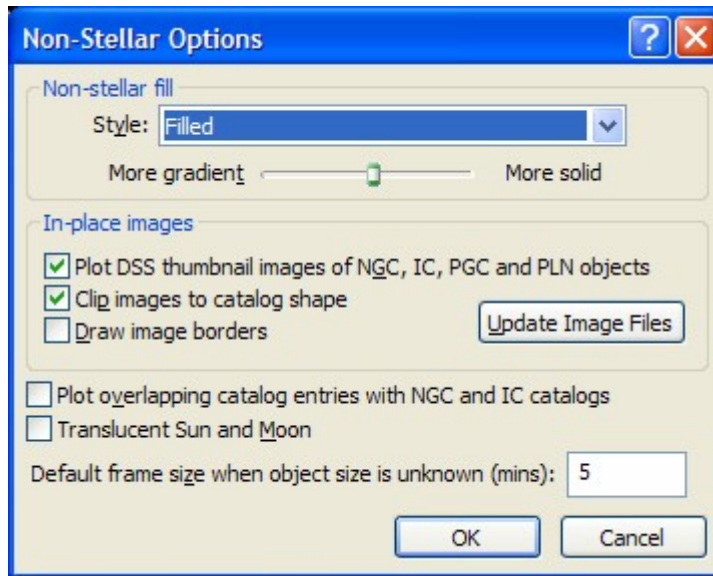 Non-Stellar Options
Non-stellar fill
Style: Filled
More gradient More solid
In-place images
Plot DSS thumbnail images of NGC, IC, PGC and PLN objects
Clip images to catalog shape
Draw image borders
Update Image Files
Plot overlapping catalog entries with NGC and IC catalogs
Translucent Sun and Moon
Default frame size when object size is unknown (mins): 5
OK Cancel